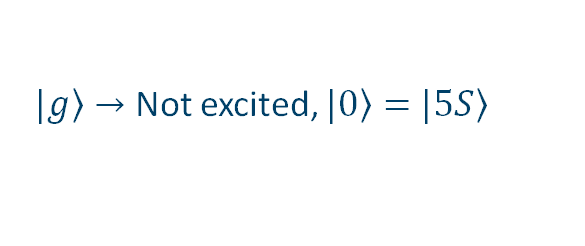 |g⟩ → Not excited, |0⟩ = |5S⟩